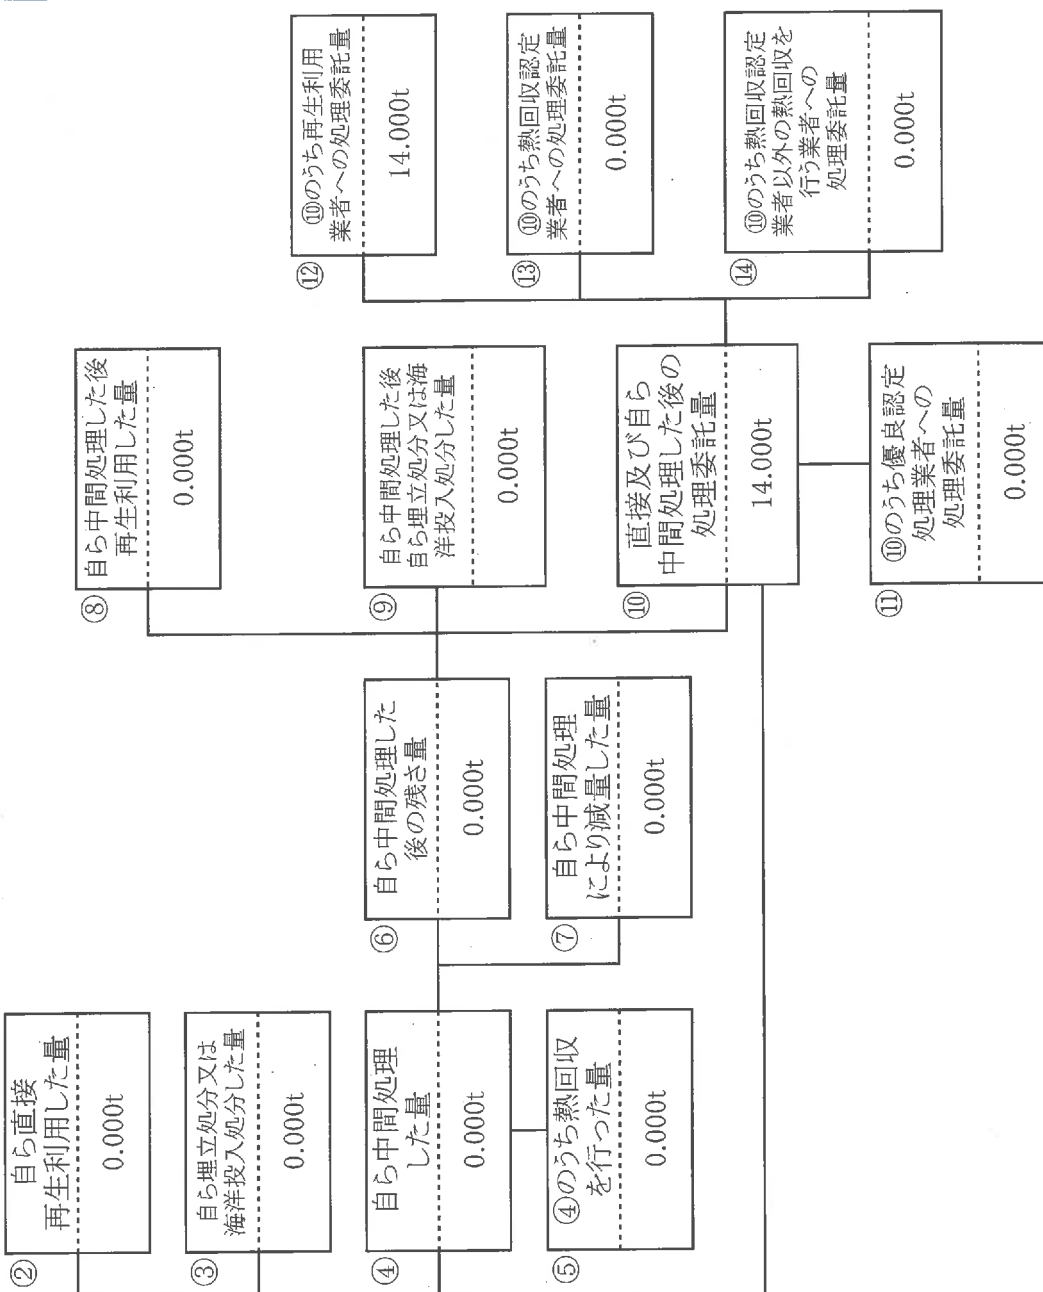 ②
自ら直接
再生利用した量
0.000t
③
自ら埋立処分又は
海洋投入処分した量
0.000t
④
自ら中間処理
した量
0.000t
⑤
④のうち熱回収
を行った量
0.000t
⑥
自ら中間処理した
後の残さ量
0.000t
⑦
自ら中間処理
により減量した量
0.000t
⑧
自ら中間処理した後
再生利用した量
0.000t
⑨
自ら中間処理した後
自ら埋立処分又は海
洋投入処分した量
0.000t
⑩
直接及び自ら
中間処理した後の
処理委託量
14.000t
⑪
⑩のうち優良認定
処理業者への
処理委託量
0.000t
⑫
⑩のうち再生利用
業者への処理委託量
14.000t
⑬
⑩のうち熱回収認定
業者への処理委託量
0.000t
⑭
⑩のうち熱回収認定
業者以外の熱回収を
行う業者への
処理委託量
0.000t